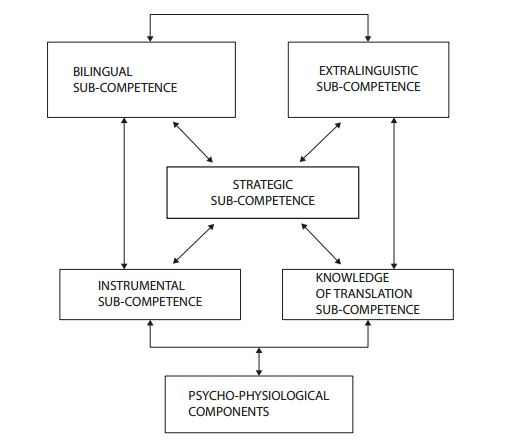 BILINGUAL
SUB-COMPETENCE
EXTRALINGUISTIC
SUB-COMPETENCE
STRATEGIC
SUB-COMPETENCE
INSTRUMENTAL
SUB-COMPETENCE
KNOWLEDGE
OF TRANSLATION
SUB-COMPETENCE
PSYCHO-PHYSIOLOGICAL
COMPONENTS